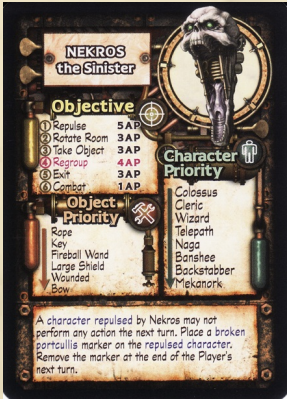 NEKROS
the Sinister
Objective
1 Repulse 5AP
2 Rotate Room 3AP
3 Take Object 3AP
4 Regroup 4AP
5 Exit 3AP
6 Combat 1AP
Object
Priority
Rope
Key
Fireball Wand
Large Shield
Wounded
Bow
Character
Priority
Colossus
Cleric
Wizard
Telepath
Naga
Banshee
Backstabber
Mekanork
A character repulsed by Nekros may not
perform any action the next turn. Place a broken
portcullis marker on the repulsed character.
Remove the marker at the end of the Player's
next turn.